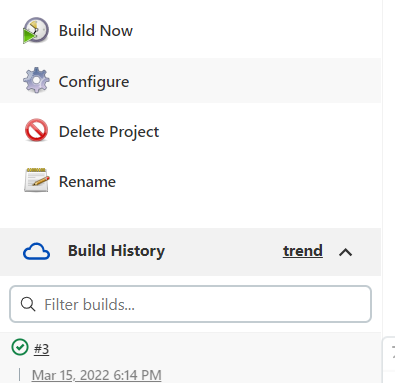 Build Now
Configure
Delete Project
Rename
Build History trend
Filter builds...
#3
Mar 15, 2022 6:14 PM